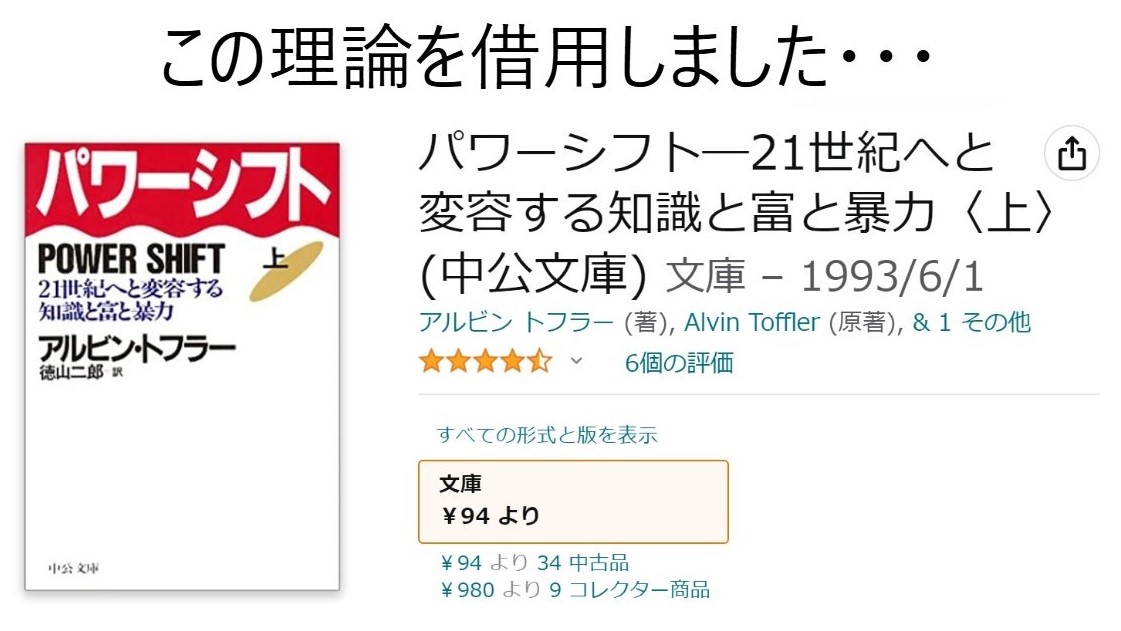 この理論を借用しました・・・
パワーシフト
POWER SHIFT
上
21世紀へと変容する
知識と富と暴力
アルビン・トフラー
徳山二郎 訳
中公文庫
パワーシフト―21世紀へと
変容する知識と富と暴力〈上〉
(中公文庫) 文庫 – 1993/6/1
アルビン トフラー (著), Alvin Toffler (原著), & 1 その他
6個の評価
すべての形式と版を表示
文庫
￥94 より
￥94 より 34 中古品
￥980 より 9 コレクター商品